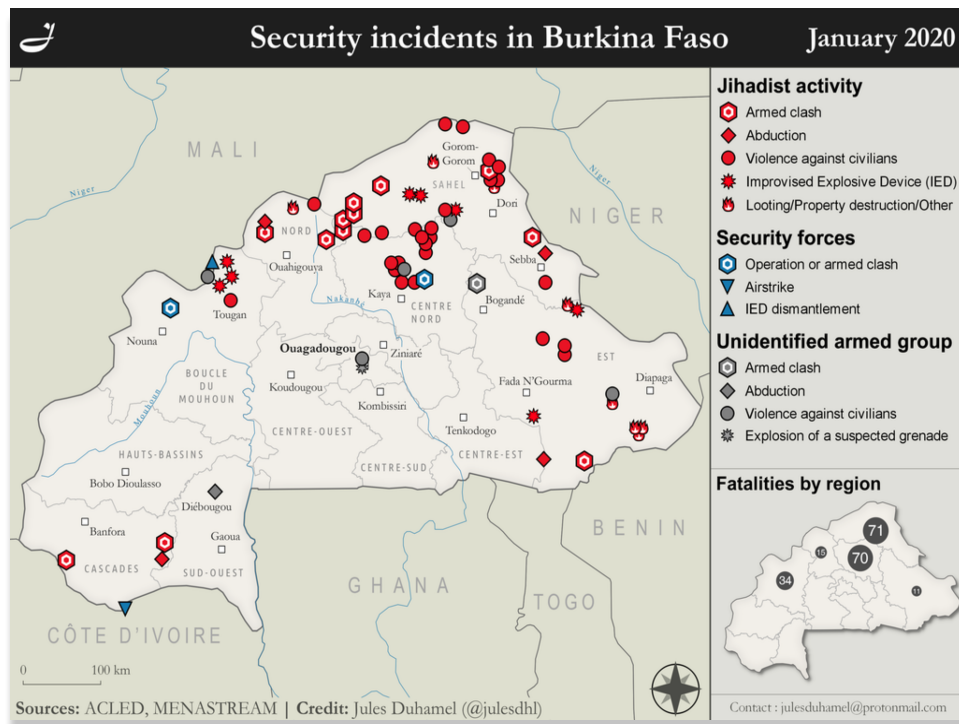 Security incidents in Burkina Faso
January 2020
MALI
Niger
NIGER
Niger
Gorom-
Gorom
SAHEL
Dori
NORD
Ouahigouya
Sebba
Tougan
Nouna
Nakanbé
Kaya
CENTRE
NORD
Bogandé
Ouagadougou
Ziniaré
EST
BOUCLE
DU
MOUHOUN
Mouhoun
Koudougou
Kombissiri
Fada N'Gourma
Diapaga
CENTRE-OUEST
Tenkodogo
HAUTS-BASSINS
CENTRE-SUD
CENTRE-EST
Bobo Dioulasso
Diébougou
Banfora
Gaoua
CASCADES
SUD-OUEST
BENIN
GHANA
TOGO
CÔTE D'IVOIRE
0 100 km
Sources: ACLED, MENASTREAM | Credit: Jules Duhamel (@julesdhl)
Jihadist activity
Armed clash
Abduction
Violence against civilians
Improvised Explosive Device (IED)
Looting/Property destruction/Other
Security forces
Operation or armed clash
Airstrike
IED dismantlement
Unidentified armed group
Armed clash
Abduction
Violence against civilians
Explosion of a suspected grenade
Fatalities by region
71
15
70
34
11
Contact : julesduhamel@protonmail.com